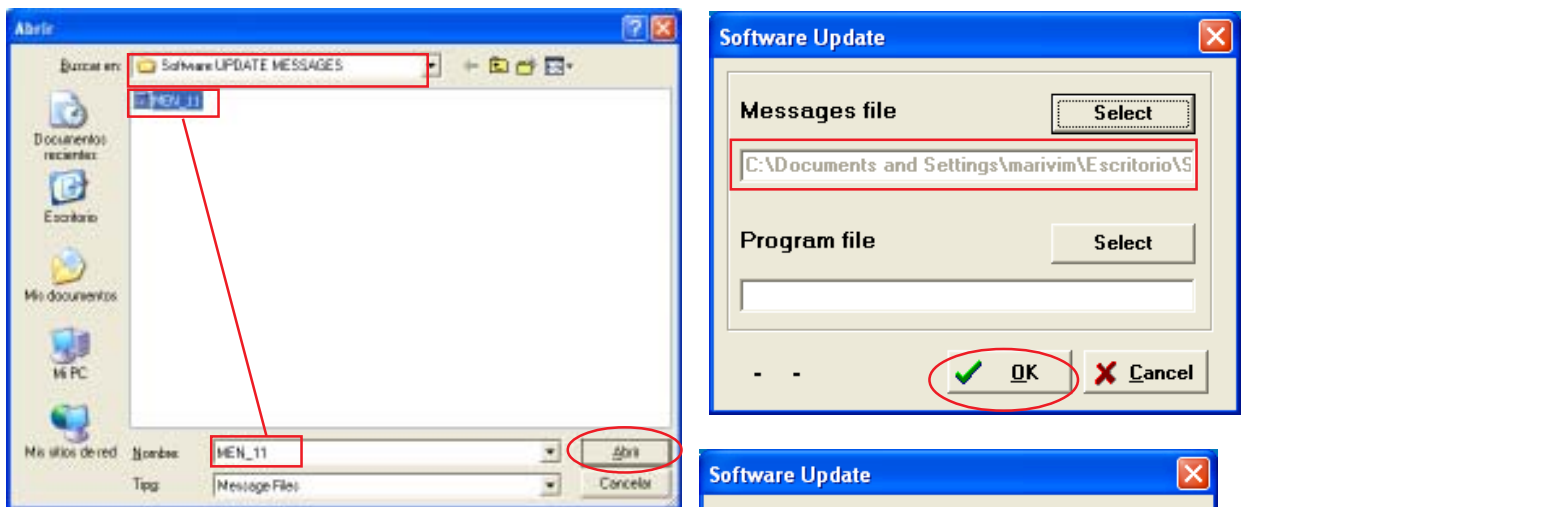 Abrir
Buscar en: Software UPDATE MESSAGES
MEN_11
Documentos
recientes
Escritorio
Mis documentos
Mi PC
Mis sitios de red
Nombre: MEN_11 Abrir
Tipo: Message Files Cancelar
Software Update
Messages file Select
C:\Documents and Settings\marivim\Escritorio\S
Program file Select
- - OK Cancel
Software Update